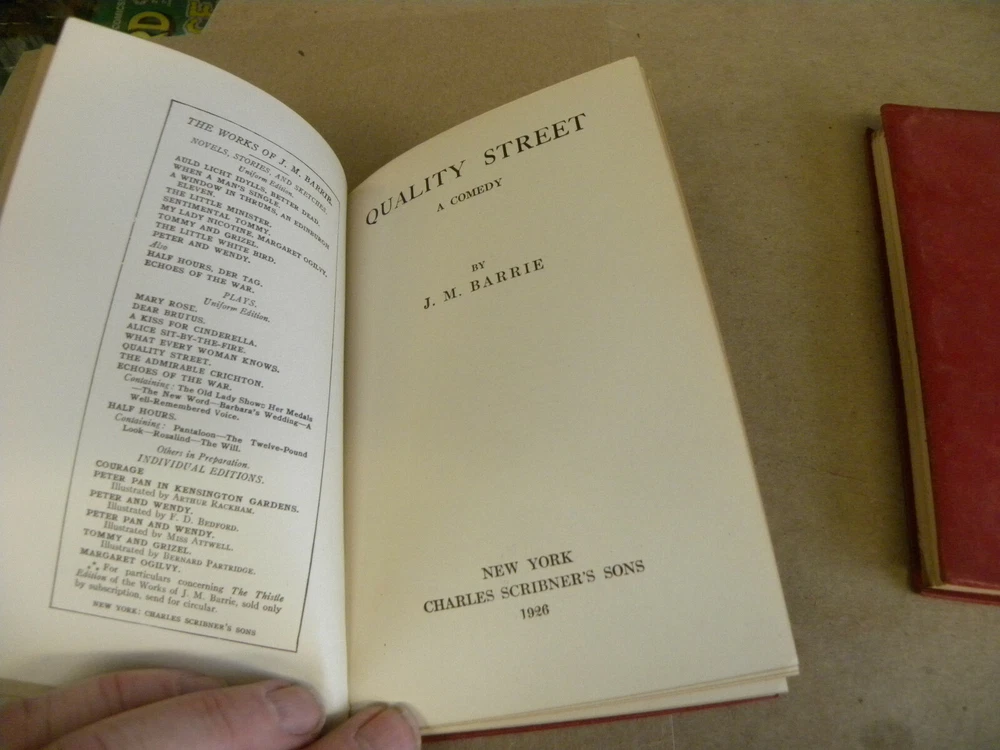 THE WORKS OF J. M. BARRIE.
NOVELS, STORIES, AND SKETCHES.
Uniform Edition.
AULD LICHT IDYLLS, BETTER DEAD.
WHEN A MAN'S SINGLE.
A WINDOW IN THRUMS, AN EDINBURGH
ELEVEN.
THE LITTLE MINISTER.
SENTIMENTAL TOMMY.
MY LADY NICOTINE, MARGARET OGILVY.
TOMMY AND GRIZEL.
THE LITTLE WHITE BIRD.
PETER AND WENDY.
Also
HALF HOURS, DER TAG.
ECHOES OF THE WAR.
PLAYS.
Uniform Edition.
MARY ROSE.
DEAR BRUTUS.
A KISS FOR CINDERELLA.
ALICE SIT-BY-THE-FIRE.
WHAT EVERY WOMAN KNOWS.
QUALITY STREET.
THE ADMIRABLE CRICHTON.
ECHOES OF THE WAR.
Containing: The Old Lady Shows Her Medals
—The New Word—Barbara's Wedding—A
Well-Remembered Voice.
HALF HOURS.
Containing: Pantaloon—The Twelve-Pound
Look—Rosalind—The Will.
Others in Preparation.
INDIVIDUAL EDITIONS.
COURAGE
PETER PAN IN KENSINGTON GARDENS.
Illustrated by ARTHUR RACKHAM.
PETER AND WENDY.
Illustrated by F. D. BEDFORD.
PETER PAN AND WENDY.
Illustrated by MISS ATTWELL.
TOMMY AND GRIZEL.
Illustrated by BERNARD PARTRIDGE.
MARGARET OGILVY.
⁂ For particulars concerning The Thistle
Edition of the Works of J. M. Barrie, sold only
by subscription, send for circular.
NEW YORK: CHARLES SCRIBNER'S SONS
QUALITY STREET
A COMEDY
BY
J. M. BARRIE
NEW YORK
CHARLES SCRIBNER'S SONS
1926